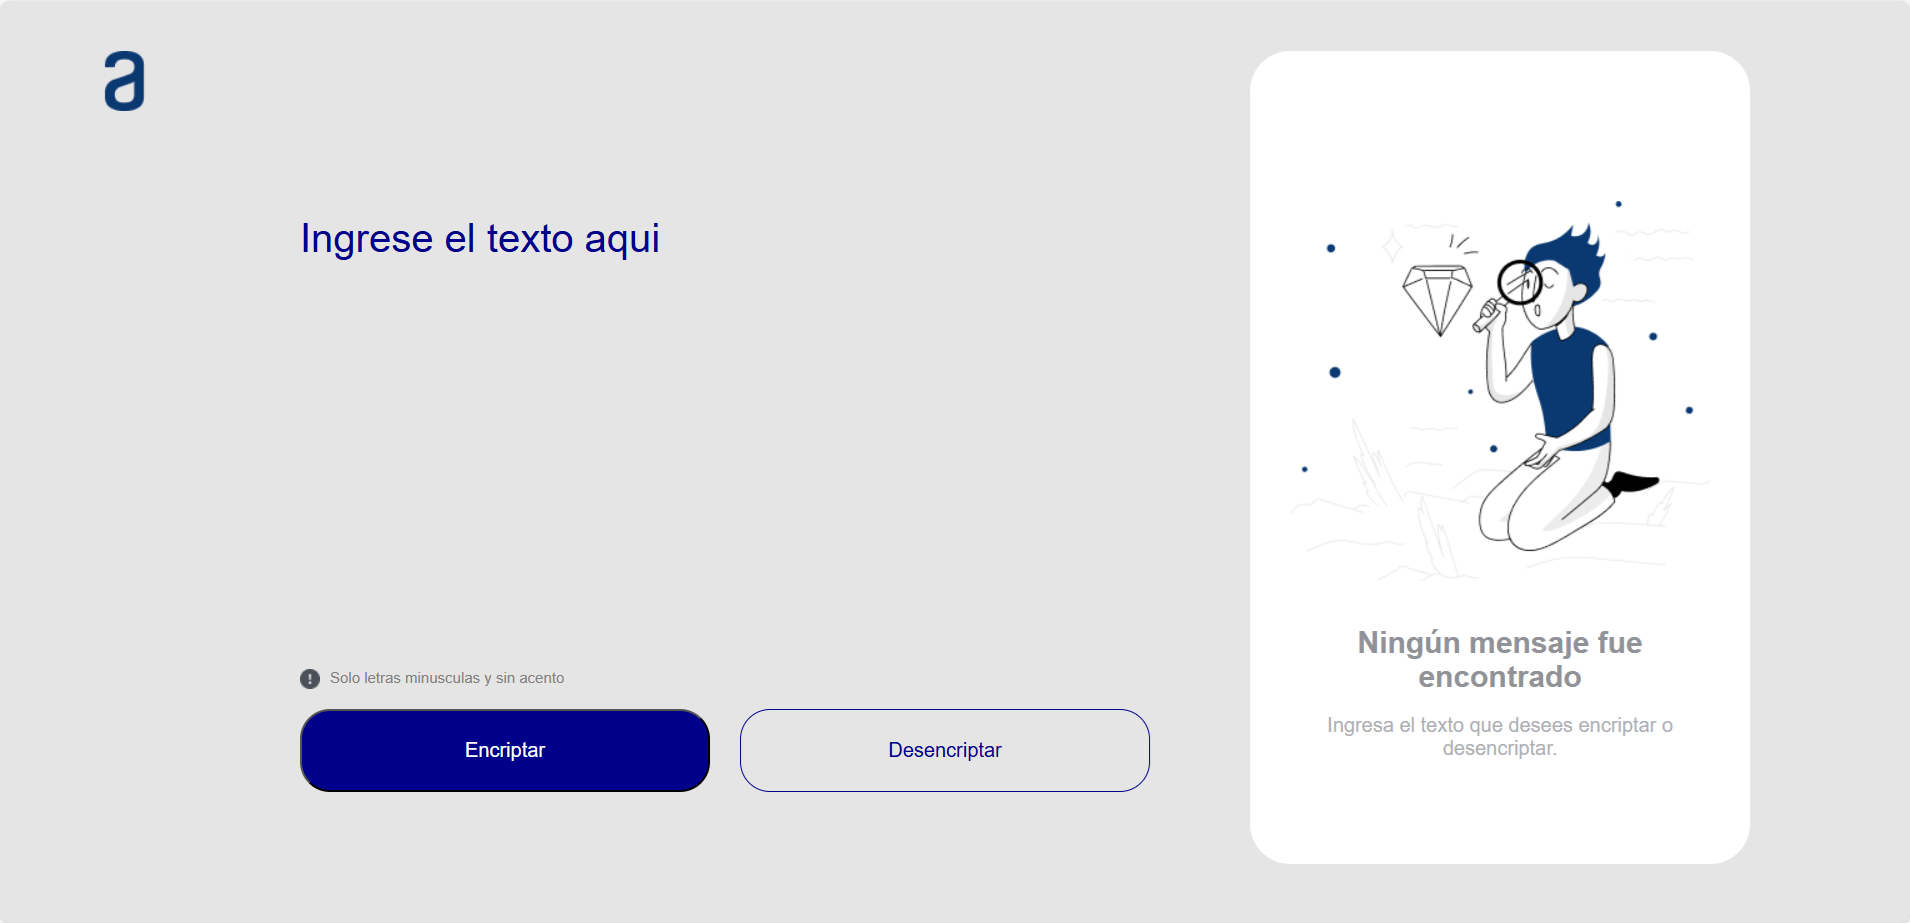 a
Ingrese el texto aqui
Solo letras minusculas y sin acento
Encriptar
Desencriptar
Ningún mensaje fue
encontrado
Ingresa el texto que desees encriptar o
desencriptar.